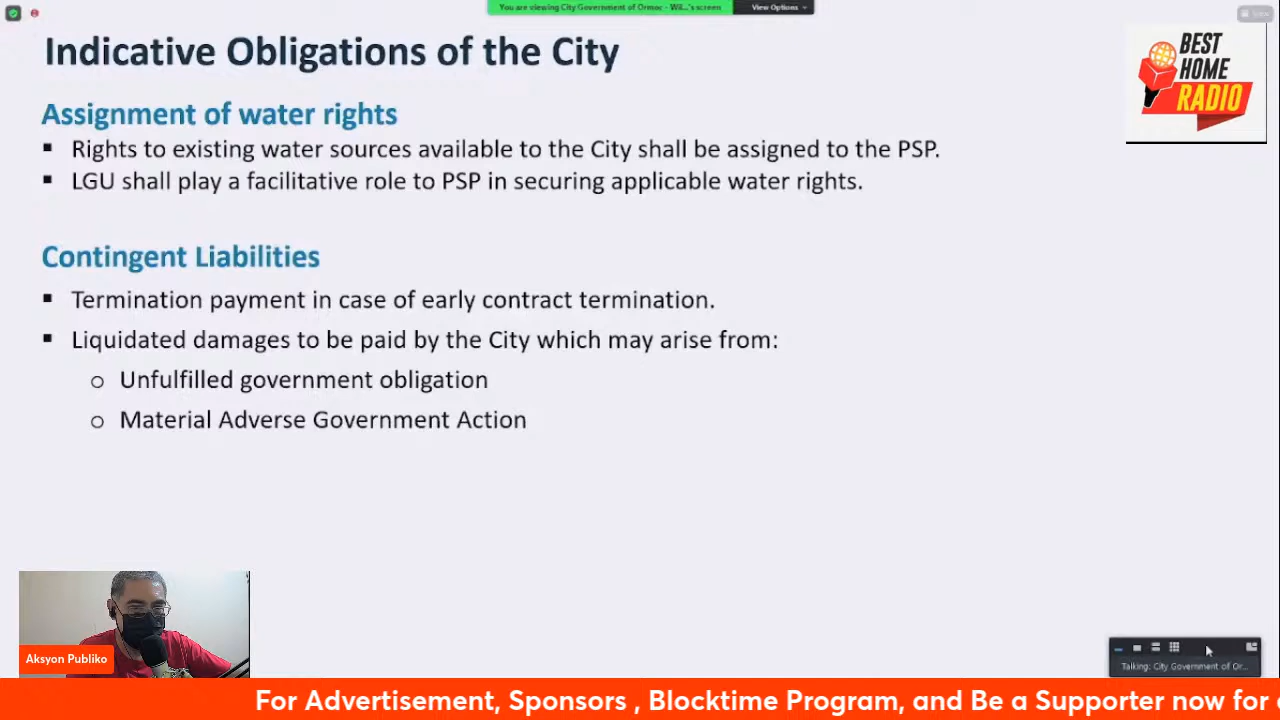 You are viewing City Government of Ormoc - Wil...'s screen
View Options
View
Indicative Obligations of the City
BEST
HOME
RADIO
Assignment of water rights
▪ Rights to existing water sources available to the City shall be assigned to the PSP.
▪ LGU shall play a facilitative role to PSP in securing applicable water rights.
Contingent Liabilities
▪ Termination payment in case of early contract termination.
▪ Liquidated damages to be paid by the City which may arise from:
o Unfulfilled government obligation
o Material Adverse Government Action
Aksyon Publiko
Talking: City Government of Or...
For Advertisement, Sponsors , Blocktime Program, and Be a Supporter now for